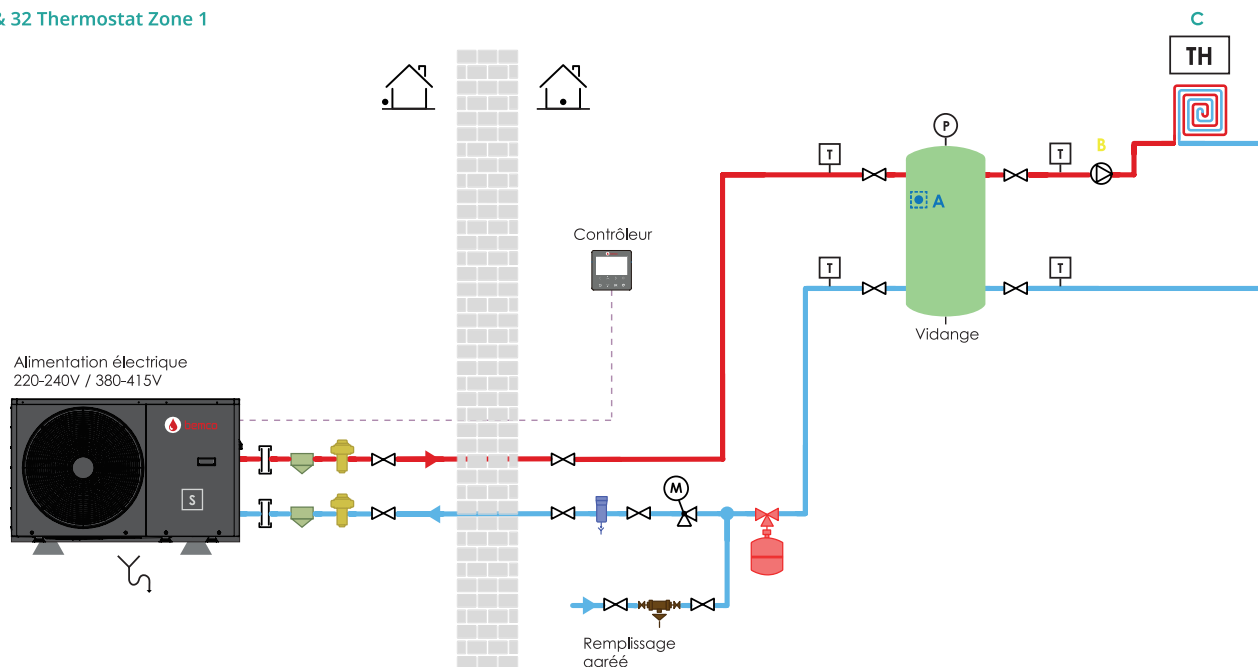 & 32 Thermostat Zone 1
C
TH
P
B
T
T
A
Contrôleur
T
T
Vidange
Alimentation électrique
220-240V / 380-415V
S
M
Remplissage
agréé